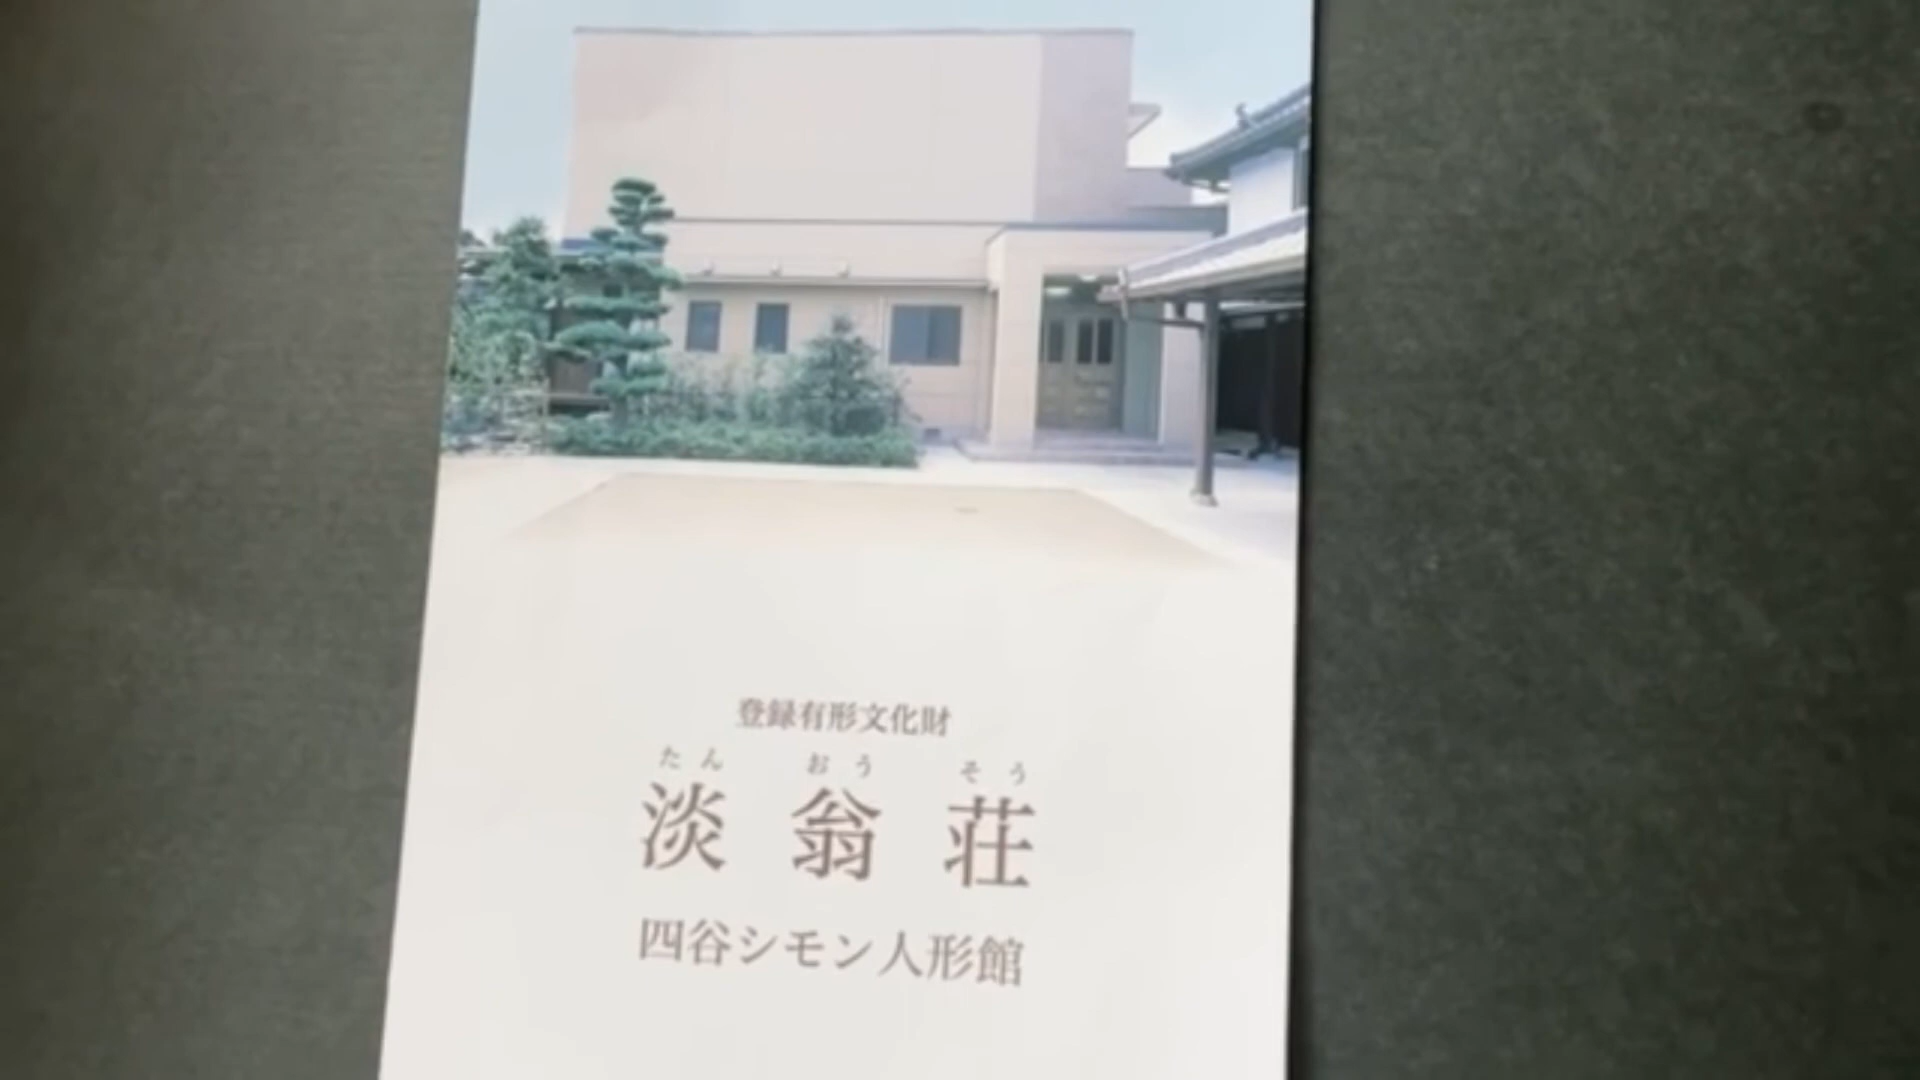 登録有形文化財
たん おう そう
淡翁荘
四谷シモン人形館